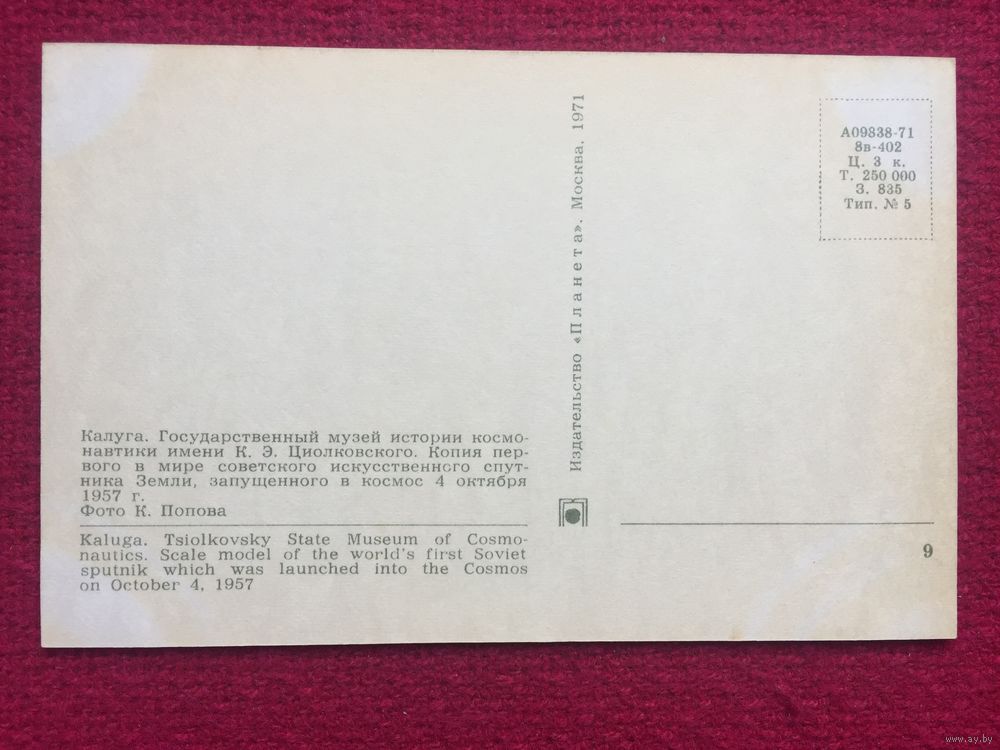 Калуга. Государственный музей истории космо-
навтики имени К. Э. Циолковского. Копия пер-
вого в мире советского искусственного спут-
ника Земли, запущенного в космос 4 октября
1957 г.
Фото К. Попова
Kaluga. Tsiolkovsky State Museum of Cosmo-
nautics. Scale model of the world's first Soviet
sputnik which was launched into the Cosmos
on October 4, 1957
Издательство «Планета». Москва. 1971
А09838-71
8в-402
Ц. 3 к.
Т. 250 000
З. 835
Тип. № 5
9
www.ay.by